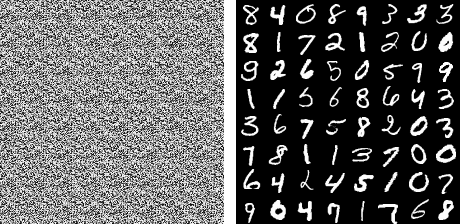 8 4 0 8 9 3 3 3
8 1 7 2 1 2 0 0
9 2 6 5 0 5 9 9
1 1 5 6 8 6 4 3
3 6 7 5 8 2 0 3
7 8 1 1 3 7 0 0
6 4 2 4 5 1 0 7
9 0 4 9 1 7 6 8